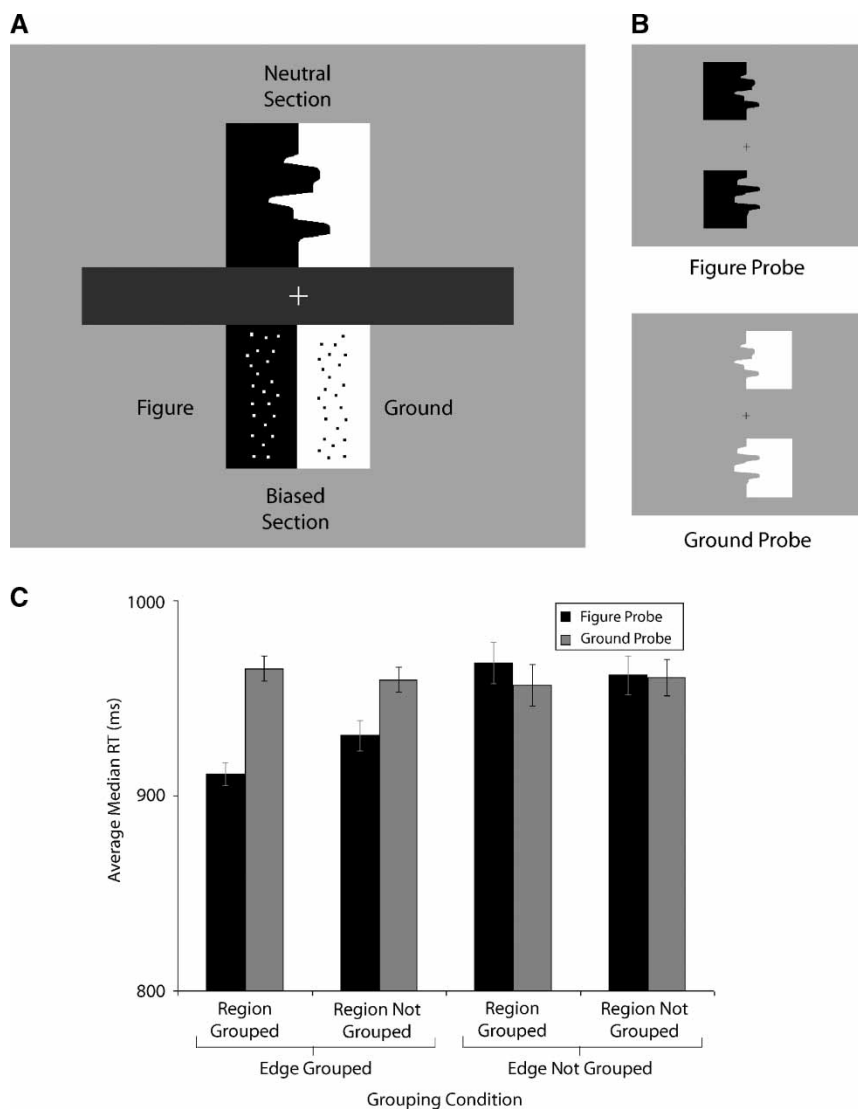 A
Neutral
Section
Figure
Ground
Biased
Section
B
Figure Probe
Ground Probe
C
1000
900
800
Average Median RT (ms)
Figure Probe
Ground Probe
Region
Grouped
Region Not
Grouped
Region
Grouped
Region Not
Grouped
Edge Grouped
Edge Not Grouped
Grouping Condition